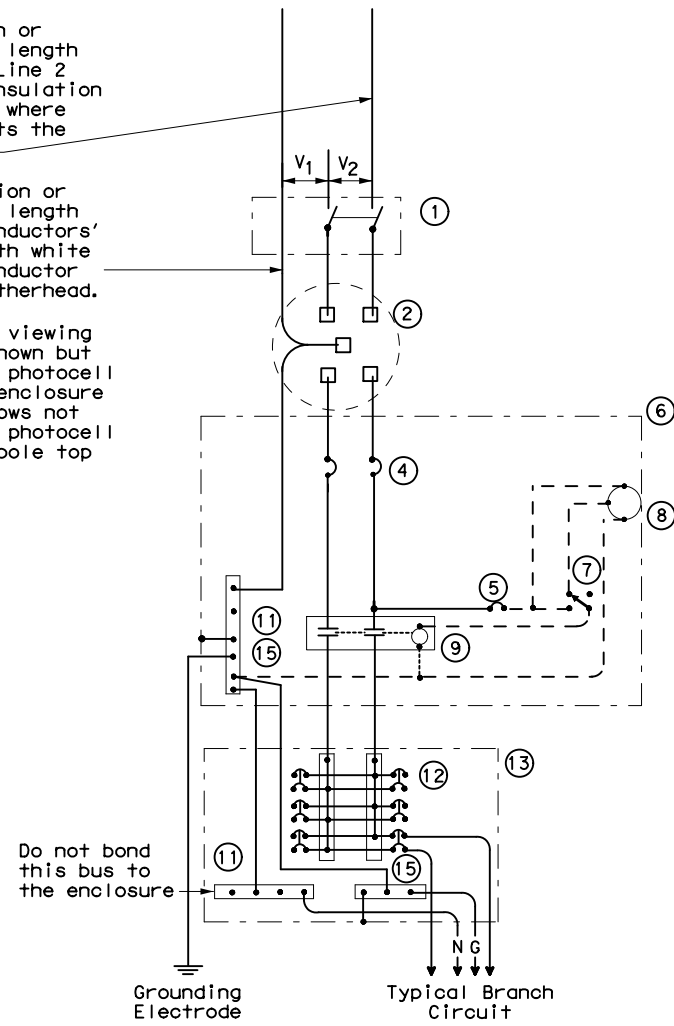 n or
length
Line 2
nsulation
where
ts the
ion or
length
nductors'
th white
nductor
therhead.
viewing
nown but
photocell
enclosure
ows not
photocell
pole top
V1 V2
1
2
6
4
8
7
5
11
9
15
13
12
Do not bond
this bus to
the enclosure
11
15
N G
Grounding
Electrode
Typical Branch
Circuit